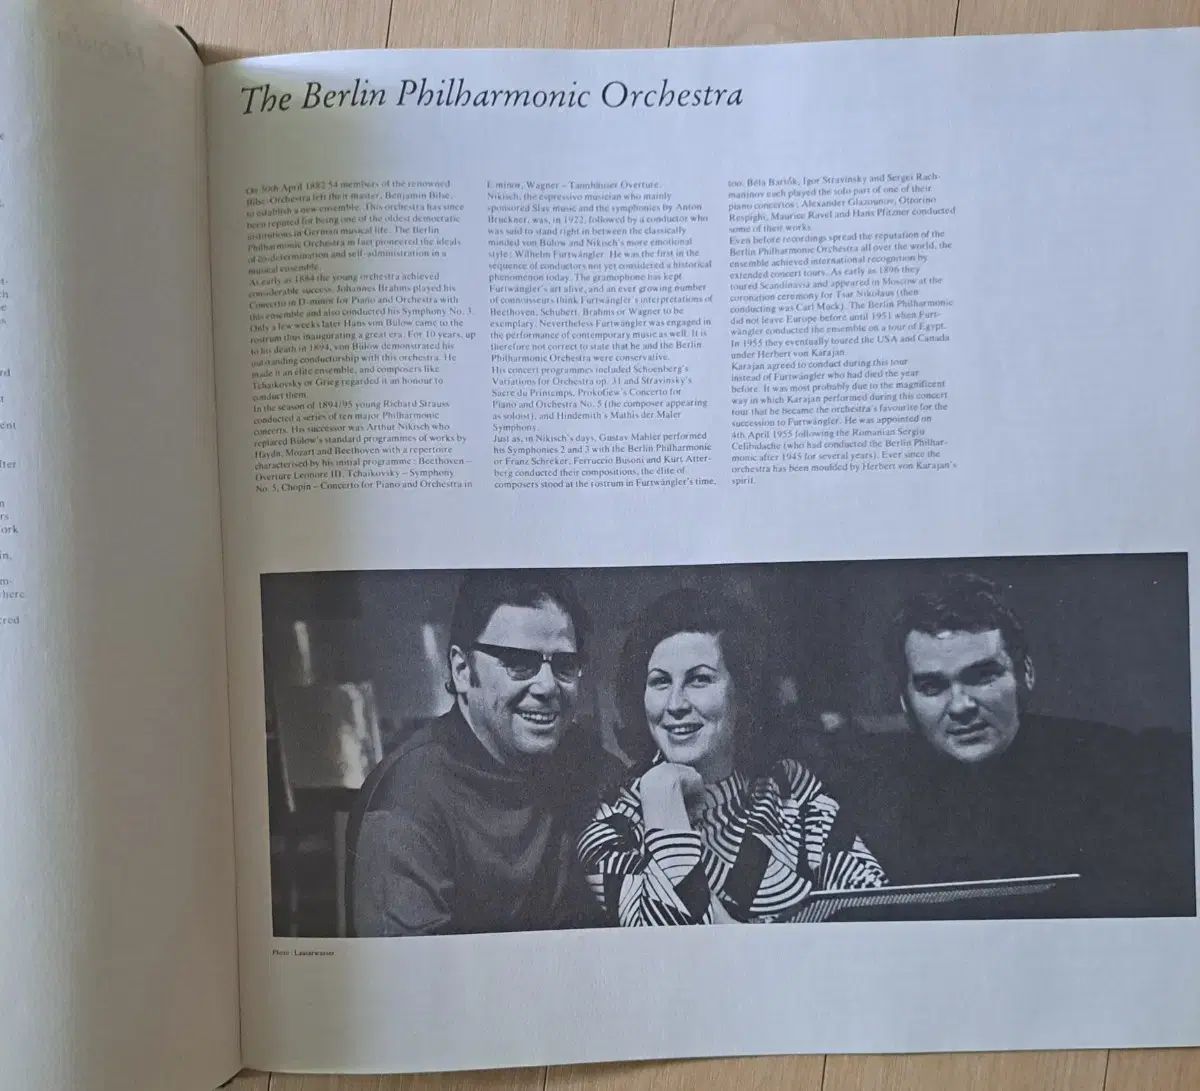 The Berlin Philharmonic Orchestra
On 30th April 1882 54 members of the renowned
Bilse-Orchestra left their master, Benjamin Bilse,
to establish a new ensemble. This orchestra has since
been reputed for being one of the oldest democratic
institutions in German musical life. The Berlin
Philharmonic Orchestra in fact pioneered the ideals
of co-determination and self-administration in a
musical ensemble.
As early as 1884 the young orchestra achieved
considerable success. Johannes Brahms played his
Concerto in D-minor for Piano and Orchestra with
this ensemble and also conducted his Symphony No. 3.
Only a few weeks later Hans von Bülow came to the
rostrum thus inaugurating a great era: For 10 years, up
to his death in 1894, von Bülow demonstrated his
outstanding conductorship with this orchestra. He
made it an elite ensemble, and composers like
Tchaikovsky or Grieg regarded it an honour to
conduct them.
In the season of 1894/95 young Richard Strauss
conducted a series of ten major Philharmonic
concerts. His successor was Arthur Nikisch who
replaced Bülow's standard programmes of works by
Haydn, Mozart and Beethoven with a repertoire
characterised by his initial programme: Beethoven –
Overture Leonore III, Tchaikovsky – Symphony
No. 5, Chopin – Concerto for Piano and Orchestra in
E minor, Wagner – Tannhäuser Overture.
Nikisch, the expressive musician who mainly
sponsored Slav music and the symphonies by Anton
Bruckner, was, in 1922, followed by a conductor who
was said to stand right in between the classically
minded von Bülow and Nikisch's more emotional
style: Wilhelm Furtwängler. He was the first in the
sequence of conductors not yet considered a historical
phenomenon today. The gramophone has kept
Furtwängler's art alive, and an ever growing number
of connoisseurs think Furtwängler's interpretations of
Beethoven, Schubert, Brahms or Wagner to be
exemplary. Nevertheless Furtwängler was engaged in
the performance of contemporary music as well. It is
therefore not correct to state that he and the Berlin
Philharmonic Orchestra were conservative.
His concert programmes included Schoenberg's
Variations for Orchestra op. 31 and Stravinsky's
Sacre du Printemps, Prokofiew's Concerto for
Piano and Orchestra No. 5 (the composer appearing
as soloist), and Hindemith's Mathis der Maler
Symphony.
Just as, in Nikisch's days, Gustav Mahler performed
his Symphonies 2 and 3 with the Berlin Philharmonic
or Franz Schreker, Ferruccio Busoni and Kurt Atter-
berg conducted their compositions, the élite of
composers stood at the rostrum in Furtwängler's time,
too. Béla Bartók, Igor Stravinsky and Sergei Rach-
maninov each played the solo part of one of their
piano concertos; Alexander Glazounov, Ottorino
Respighi, Maurice Ravel and Hans Pfitzner conducted
some of their works.
Even before recordings spread the reputation of the
Berlin Philharmonic Orchestra all over the world, the
ensemble achieved international recognition by
extended concert tours. As early as 1896 they
toured Scandinavia and appeared in Moscow at the
coronation ceremony for Tsar Nikolaus (then
conducting was Carl Muck). The Berlin Philharmonic
did not leave Europe before until 1951 when Furt-
wängler conducted the ensemble on a tour of Egypt.
In 1955 they eventually toured the USA and Canada
under Herbert von Karajan.
Karajan agreed to conduct during this tour
instead of Furtwängler who had died the year
before. It was most probably due to the magnificent
way in which Karajan performed during this concert
tour that he became the orchestra's favourite for the
succession to Furtwängler. He was appointed on
4th April 1955 following the Romanian Sergiu
Celibidache (who had conducted the Berlin Philhar-
monic after 1945 for several years). Ever since the
orchestra has been moulded by Herbert von Karajan's
spirit.
Photo: Lauterwasser